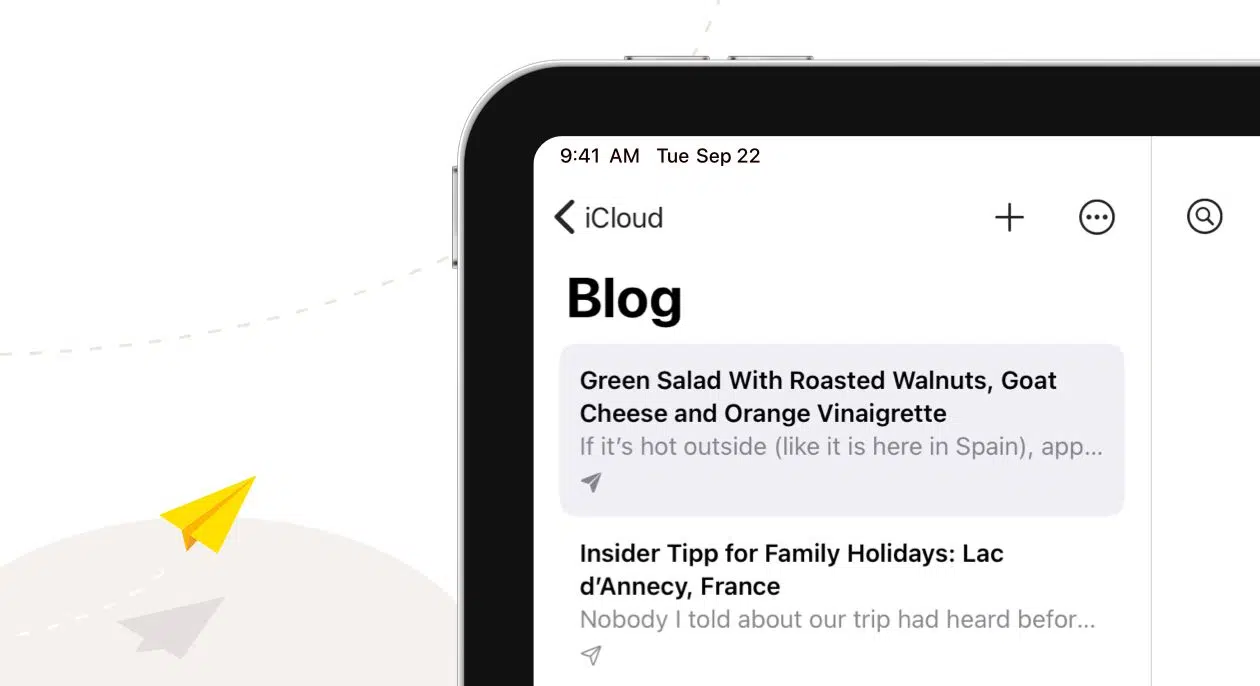 9:41 AM Tue Sep 22
iCloud
Blog
Green Salad With Roasted Walnuts, Goat
Cheese and Orange Vinaigrette
If it’s hot outside (like it is here in Spain), app...
Insider Tipp for Family Holidays: Lac
d’Annecy, France
Nobody I told about our trip had heard befor...